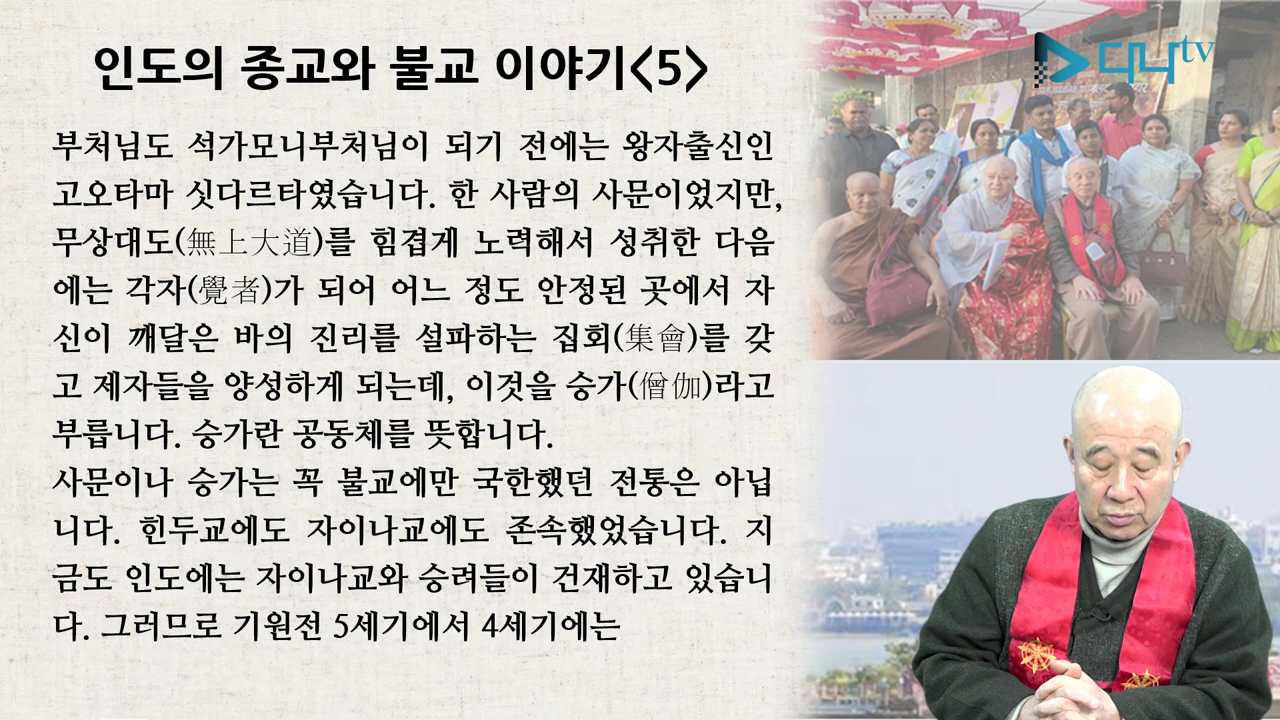 인도의 종교와 불교 이야기<5>
부처님도 석가모니부처님이 되기 전에는 왕자출신인
고오타마 싯다르타였습니다. 한 사람의 사문이었지만,
무상대도(無上大道)를 힘겹게 노력해서 성취한 다음
에는 각자(覺者)가 되어 어느 정도 안정된 곳에서 자
신이 깨달은 바의 진리를 설파하는 집회(集會)를 갖
고 제자들을 양성하게 되는데, 이것을 승가(僧伽)라고
부릅니다. 승가란 공동체를 뜻합니다.
사문이나 승가는 꼭 불교에만 국한했던 전통은 아닙
니다. 힌두교에도 자이나교에도 존속했었습니다. 지
금도 인도에는 자이나교와 승려들이 건재하고 있습니
다. 그러므로 기원전 5세기에서 4세기에는
tv